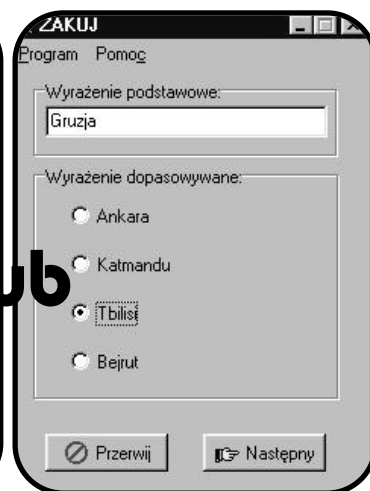 ZAKUJ
Program Pomoc
Wyrażenie podstawowe:
Gruzja
Wyrażenie dopasowywane:
Ankara
Katmandu
Tbilisi
Bejrut
Przerwij Następny